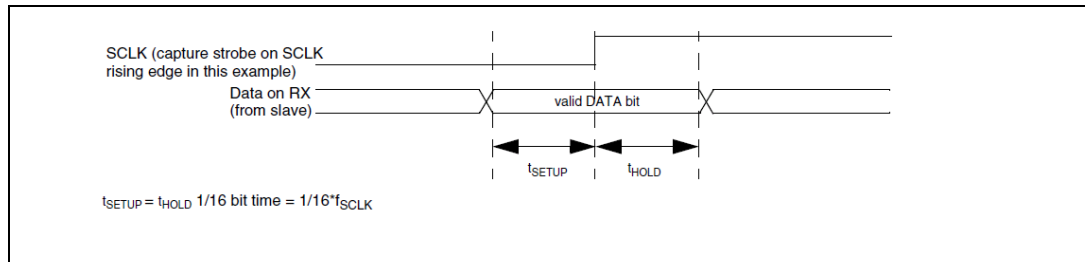 SCLK (capture strobe on SCLK
rising edge in this example)
Data on RX
(from slave)
valid DATA bit
tSETUP
tHOLD
tSETUP = tHOLD 1/16 bit time = 1/16*fSCLK